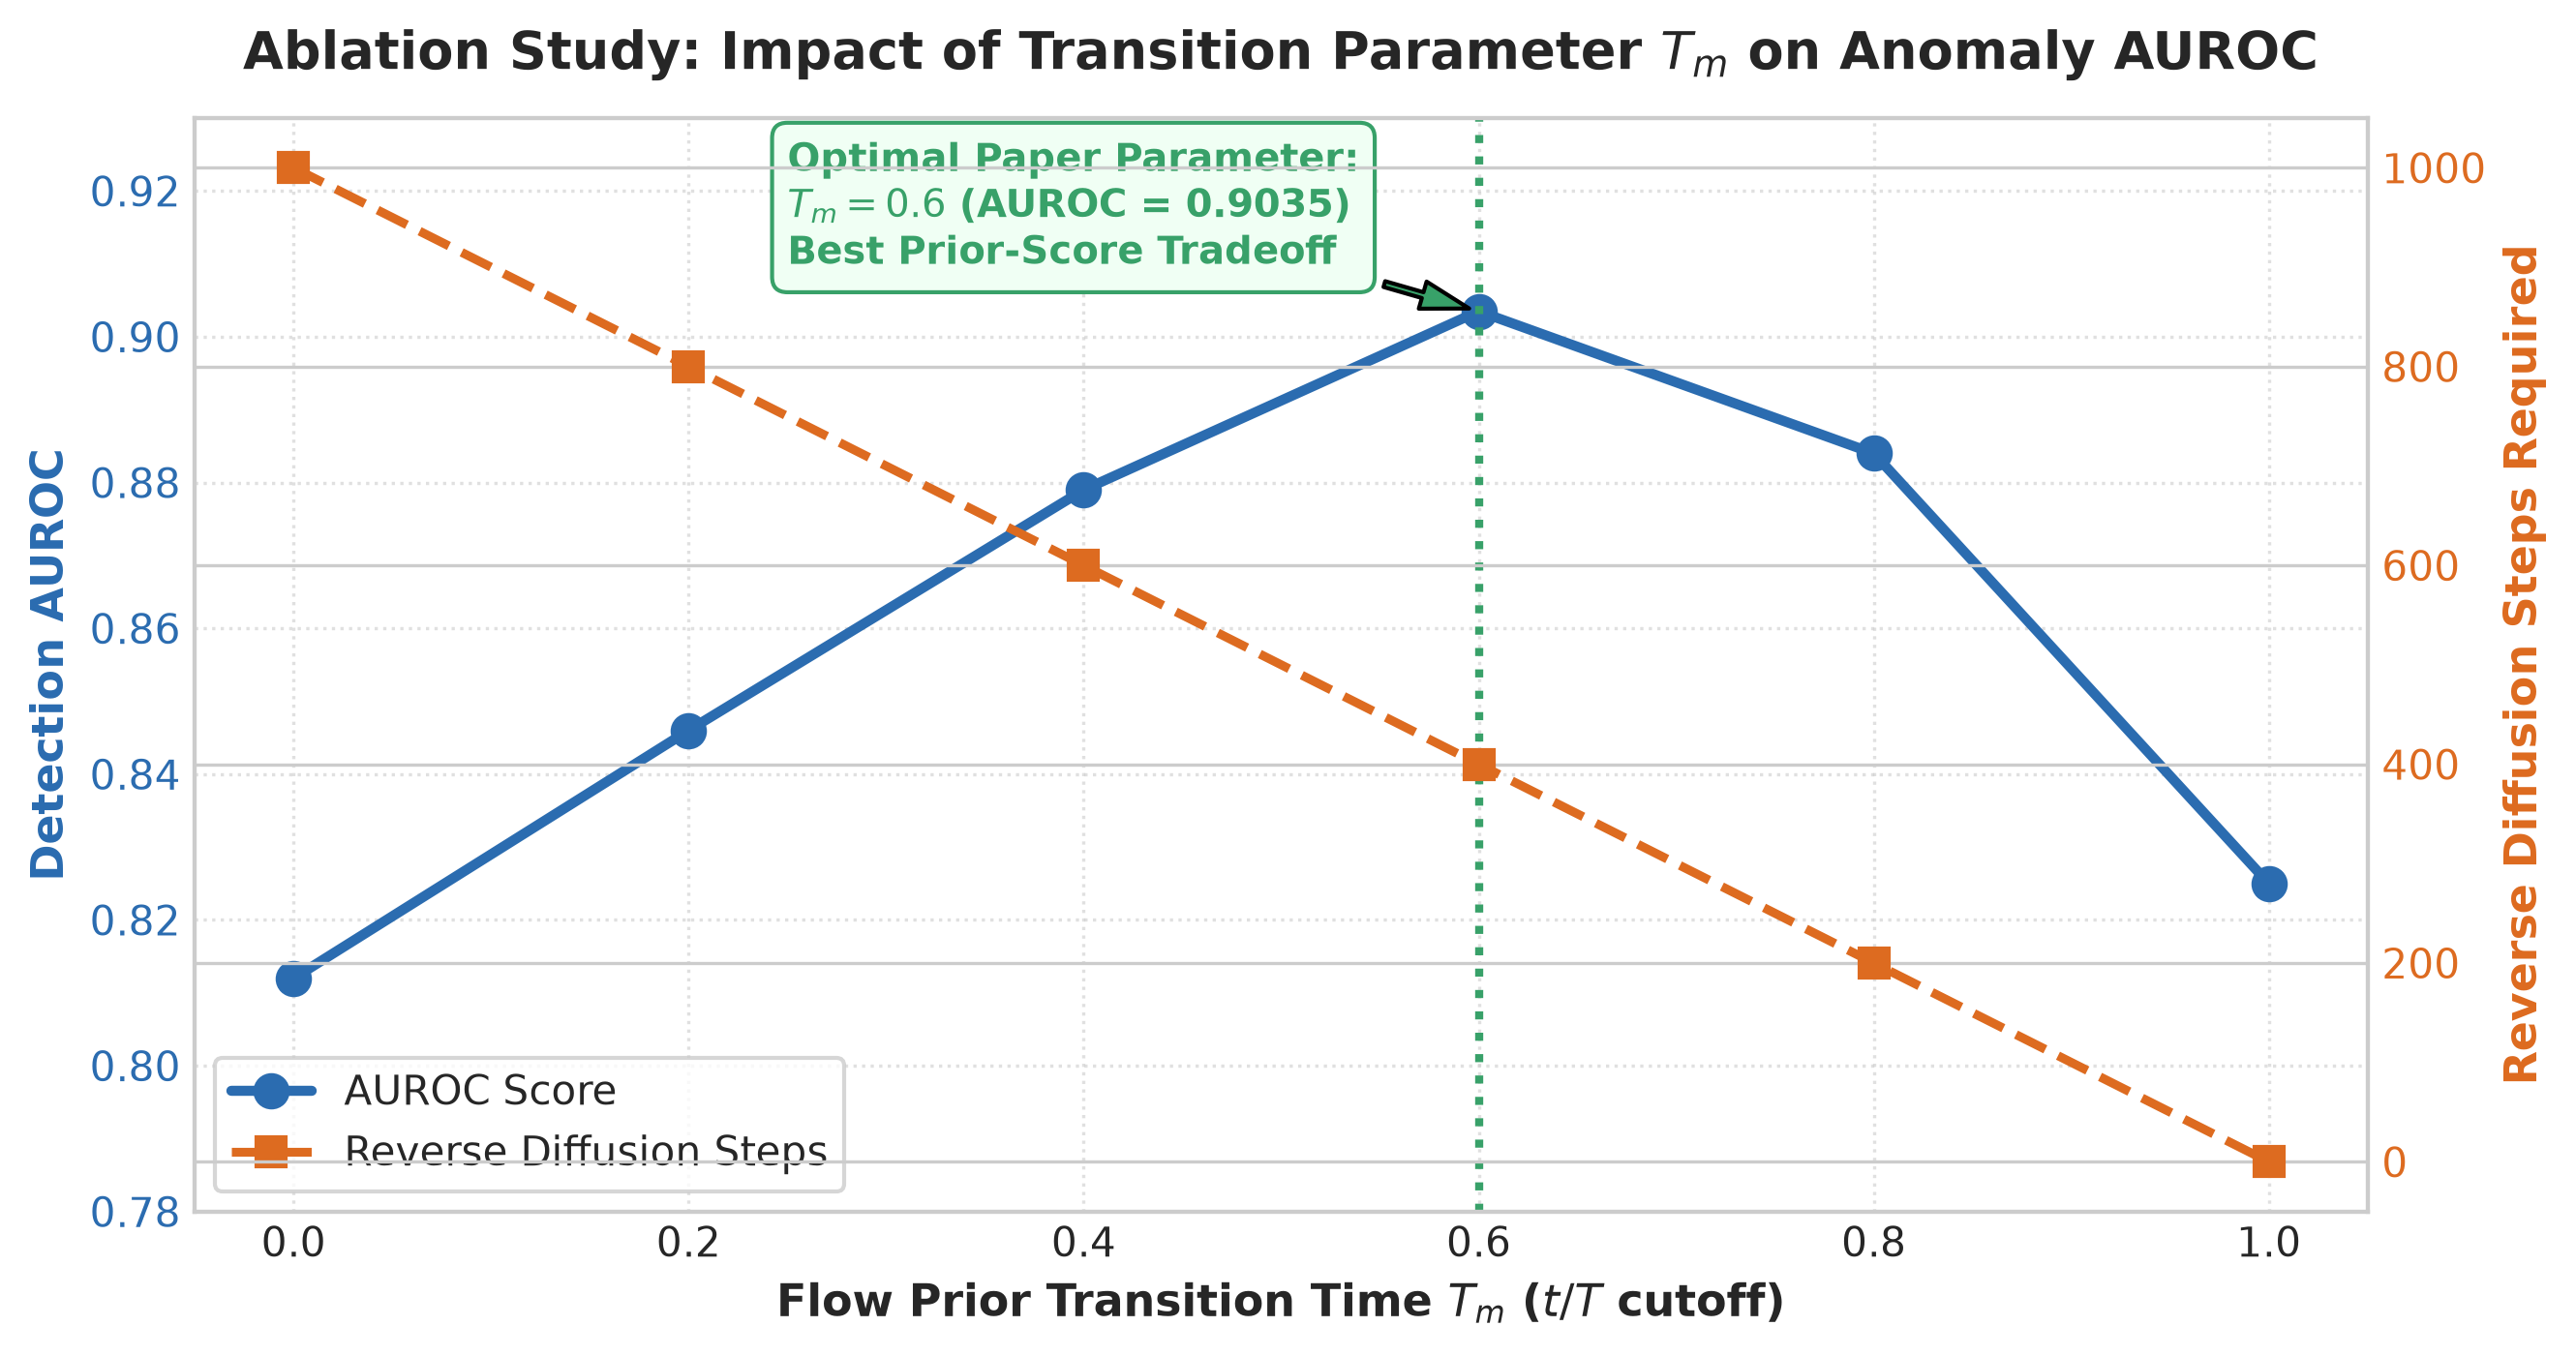 Ablation Study: Impact of Transition Parameter $T_m$ on Anomaly AUROC
Optimal Paper Parameter:
$T_m = 0.6$ (AUROC = 0.9035)
Best Prior-Score Tradeoff
Detection AUROC
0.92
0.90
0.88
0.86
0.84
0.82
0.80
0.78
Reverse Diffusion Steps Required
1000
800
600
400
200
0
AUROC Score
Reverse Diffusion Steps
0.0 0.2 0.4 0.6 0.8 1.0
Flow Prior Transition Time $T_m$ ($t/T$ cutoff)